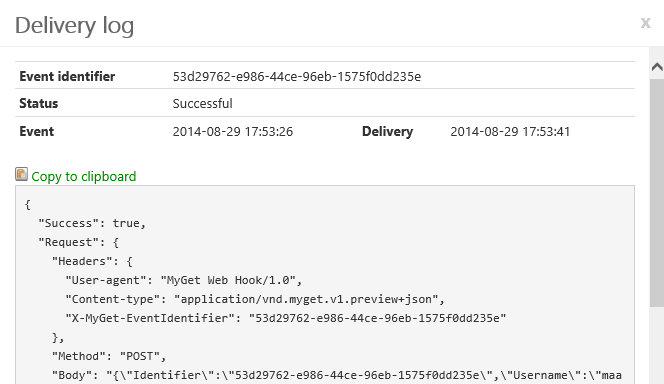 Delivery log
x
Event identifier 53d29762-e986-44ce-96eb-1575f0dd235e
Status Successful
Event 2014-08-29 17:53:26 Delivery 2014-08-29 17:53:41
Copy to clipboard
{
"Success": true,
"Request": {
"Headers": {
"User-agent": "MyGet Web Hook/1.0",
"Content-type": "application/vnd.myget.v1.preview+json",
"X-MyGet-EventIdentifier": "53d29762-e986-44ce-96eb-1575f0dd235e"
},
"Method": "POST",
"Body": "{\"Identifier\":\"53d29762-e986-44ce-96eb-1575f0dd235e\",\"Username\":\"maa